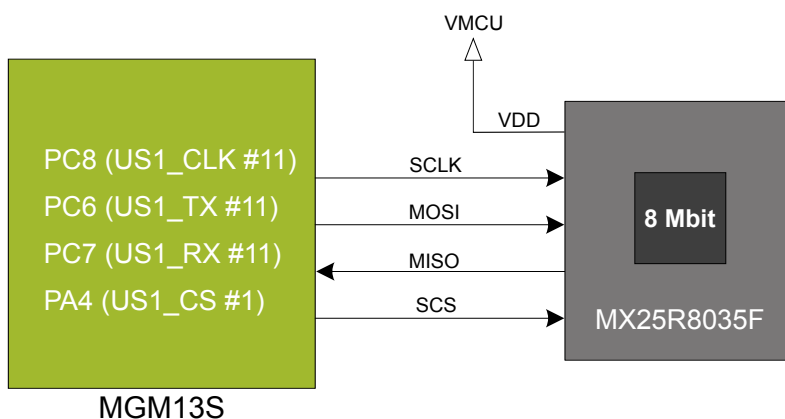 VMCU
VDD
PC8 (US1_CLK #11)
SCLK
PC6 (US1_TX #11)
MOSI
8 Mbit
PC7 (US1_RX #11)
MISO
PA4 (US1_CS #1)
SCS
MX25R8035F
MGM13S